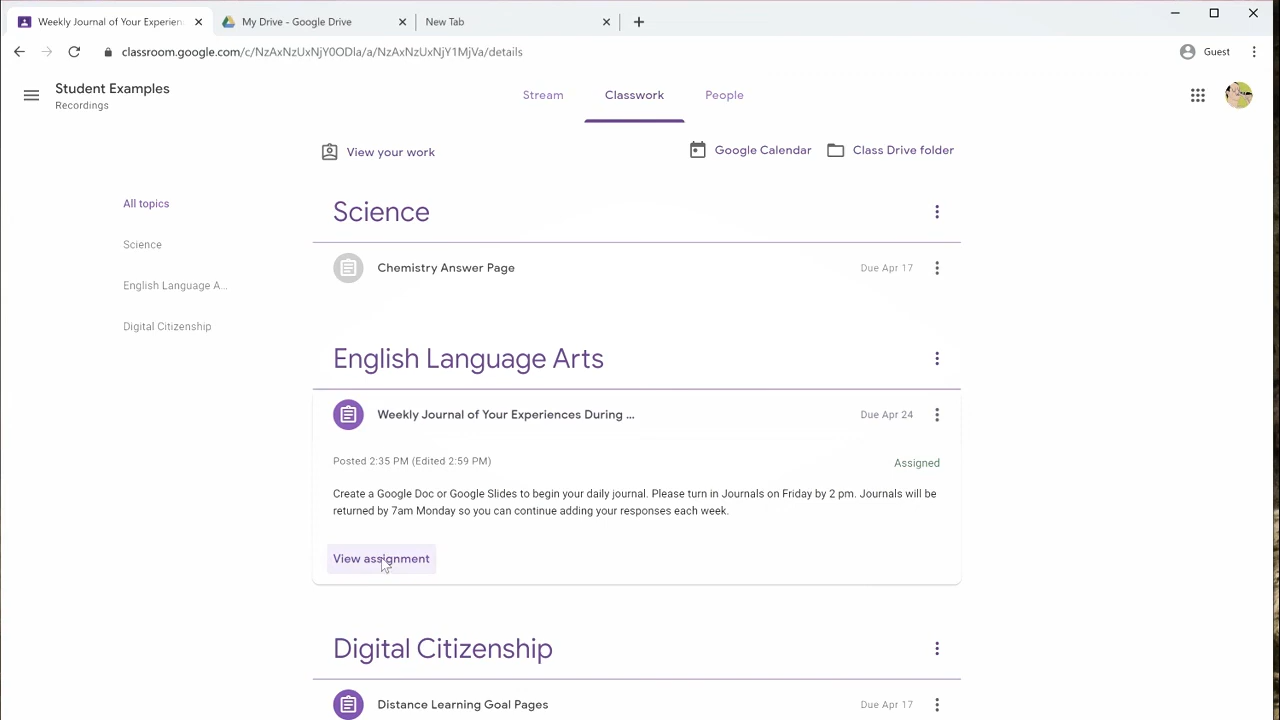 Weekly Journal of Your Experien
My Drive - Google Drive
New Tab
classroom.google.com/c/NzAxNzUxNjY0ODla/a/NzAxNzUxNjY1MjVa/details
Guest
Student Examples
Recordings
Stream
Classwork
People
View your work
Google Calendar
Class Drive folder
All topics
Science
English Language A...
Digital Citizenship
Science
Chemistry Answer Page
Due Apr 17
English Language Arts
Weekly Journal of Your Experiences During ...
Due Apr 24
Posted 2:35 PM (Edited 2:59 PM)
Assigned
Create a Google Doc or Google Slides to begin your daily journal. Please turn in Journals on Friday by 2 pm. Journals will be
returned by 7am Monday so you can continue adding your responses each week.
View assignment
Digital Citizenship
Distance Learning Goal Pages
Due Apr 17